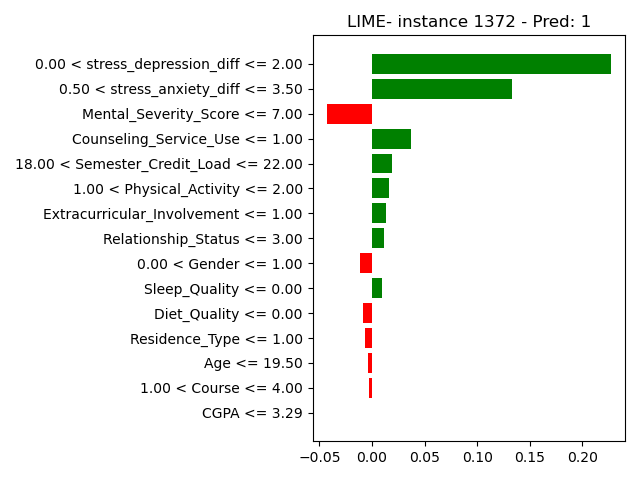 LIME- instance 1372 - Pred: 1
0.00 < stress_depression_diff <= 2.00
0.50 < stress_anxiety_diff <= 3.50
Mental_Severity_Score <= 7.00
Counseling_Service_Use <= 1.00
18.00 < Semester_Credit_Load <= 22.00
1.00 < Physical_Activity <= 2.00
Extracurricular_Involvement <= 1.00
Relationship_Status <= 3.00
0.00 < Gender <= 1.00
Sleep_Quality <= 0.00
Diet_Quality <= 0.00
Residence_Type <= 1.00
Age <= 19.50
1.00 < Course <= 4.00
CGPA <= 3.29
−0.05 0.00 0.05 0.10 0.15 0.20